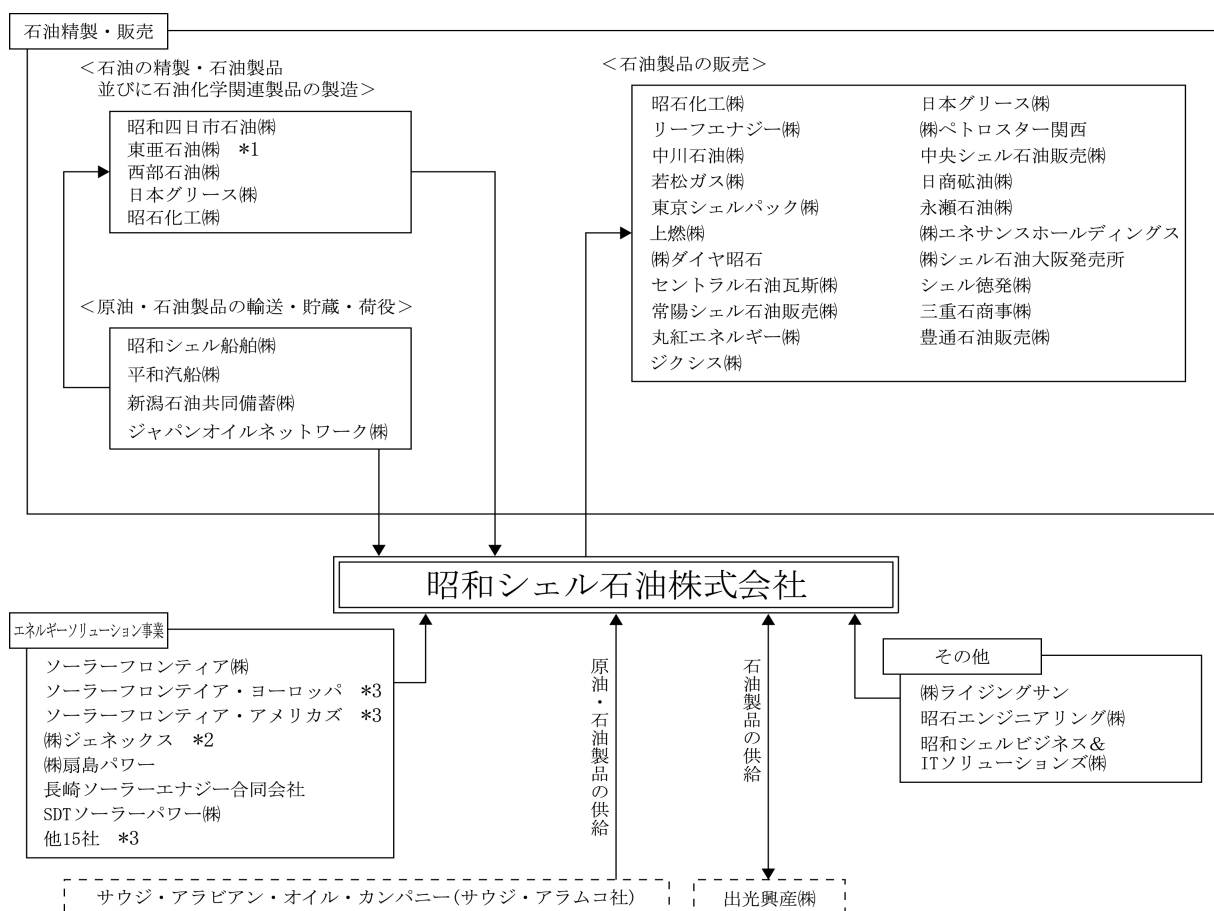 石油精製・販売
＜石油の精製・石油製品
並びに石油化学関連製品の製造＞
昭和四日市石油㈱
東亜石油㈱ *1
西部石油㈱
日本グリース㈱
昭石化工㈱
＜原油・石油製品の輸送・貯蔵・荷役＞
昭和シェル船舶㈱
平和汽船㈱
新潟石油共同備蓄㈱
ジャパンオイルネットワーク㈱
＜石油製品の販売＞
昭石化工㈱
リーフエナジー㈱
中川石油㈱
若松ガス㈱
東京シェルパック㈱
上燃㈱
㈱ダイヤ昭石
セントラル石油瓦斯㈱
常陽シェル石油販売㈱
丸紅エネルギー㈱
ジクシス㈱
日本グリース㈱
㈱ペトロスター関西
中央シェル石油販売㈱
日商砿油㈱
永瀬石油㈱
㈱エネサンスホールディングス
㈱シェル石油大阪発売所
シェル徳発㈱
三重石商事㈱
豊通石油販売㈱
昭和シェル石油株式会社
エネルギーソリューション事業
ソーラーフロンティア㈱
ソーラーフロンテイア・ヨーロッパ *3
ソーラーフロンティア・アメリカズ *3
㈱ジェネックス *2
㈱扇島パワー
長崎ソーラーエナジー合同会社
SDTソーラーパワー㈱
他15社 *3
原油・石油製品の供給
石油製品の供給
その他
㈱ライジングサン
昭石エンジニアリング㈱
昭和シェルビジネス＆
ITソリューションズ㈱
サウジ・アラビアン・オイル・カンパニー(サウジ・アラムコ社)
出光興産㈱